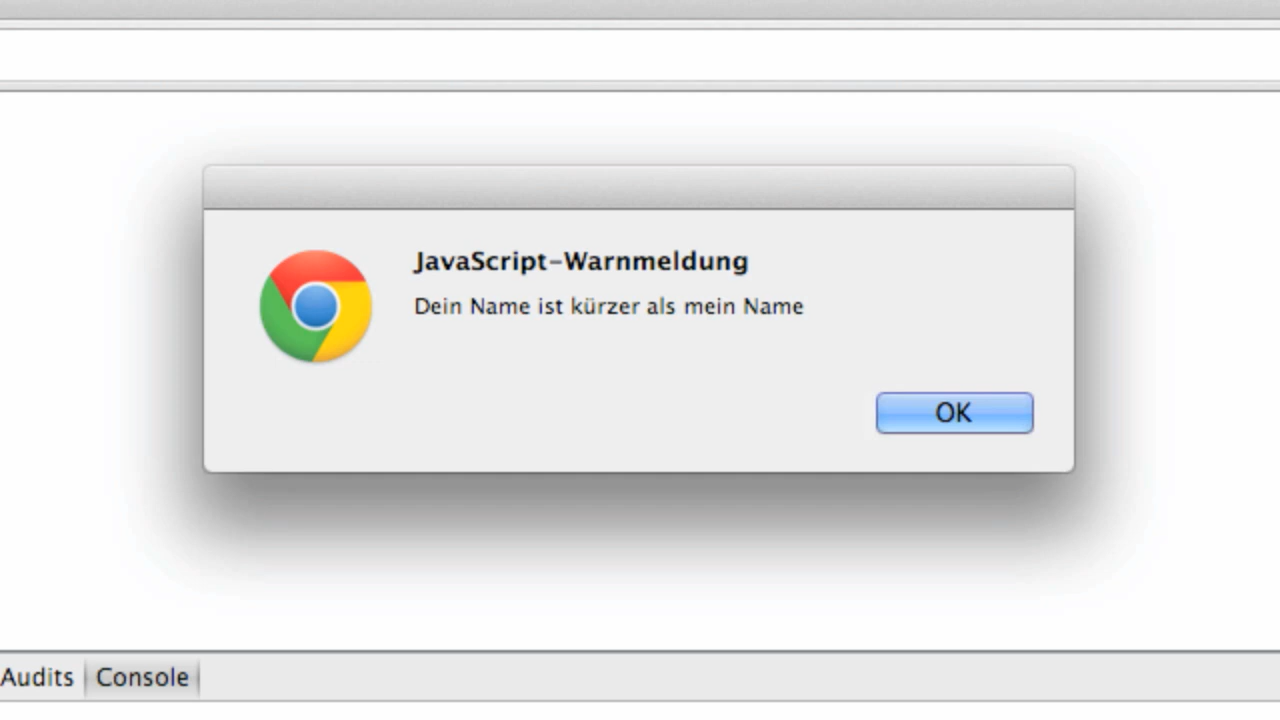 JavaScript-Warnmeldung
Dein Name ist kürzer als mein Name
OK
Audits Console